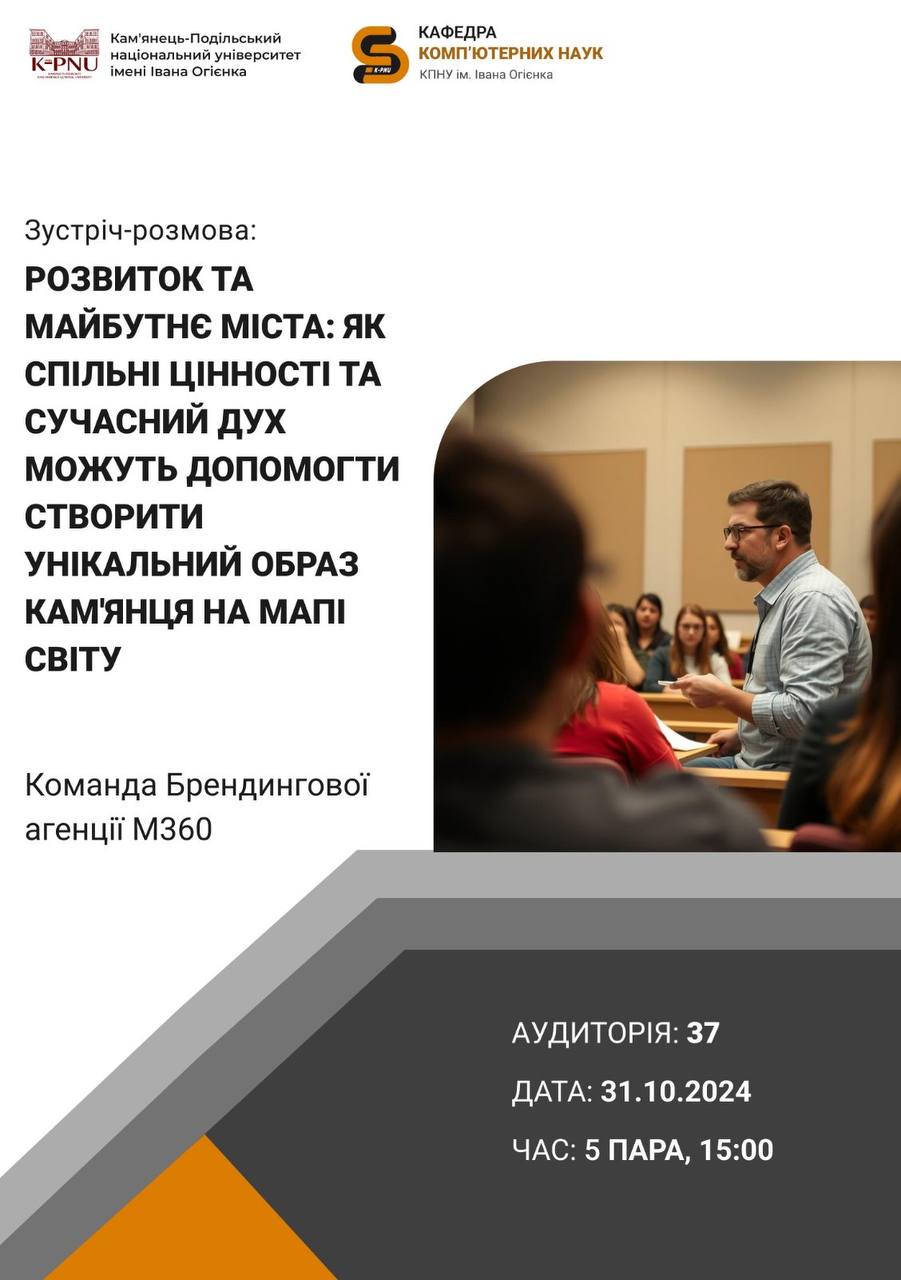 K-PNU
Кам'янець-Подільський
національний університет
імені Івана Огієнка
K-PNU
КАФЕДРА
КОМП'ЮТЕРНИХ НАУК
КПНУ ім. Івана Огієнка
Зустріч-розмова:
РОЗВИТОК ТА
МАЙБУТНЄ МІСТА: ЯК
СПІЛЬНІ ЦІННОСТІ ТА
СУЧАСНИЙ ДУХ
МОЖУТЬ ДОПОМОГТИ
СТВОРИТИ
УНІКАЛЬНИЙ ОБРАЗ
КАМ'ЯНЦЯ НА МАПІ
СВІТУ
Команда Брендингової
агенції М360
АУДИТОРІЯ: 37
ДАТА: 31.10.2024
ЧАС: 5 ПАРА, 15:00